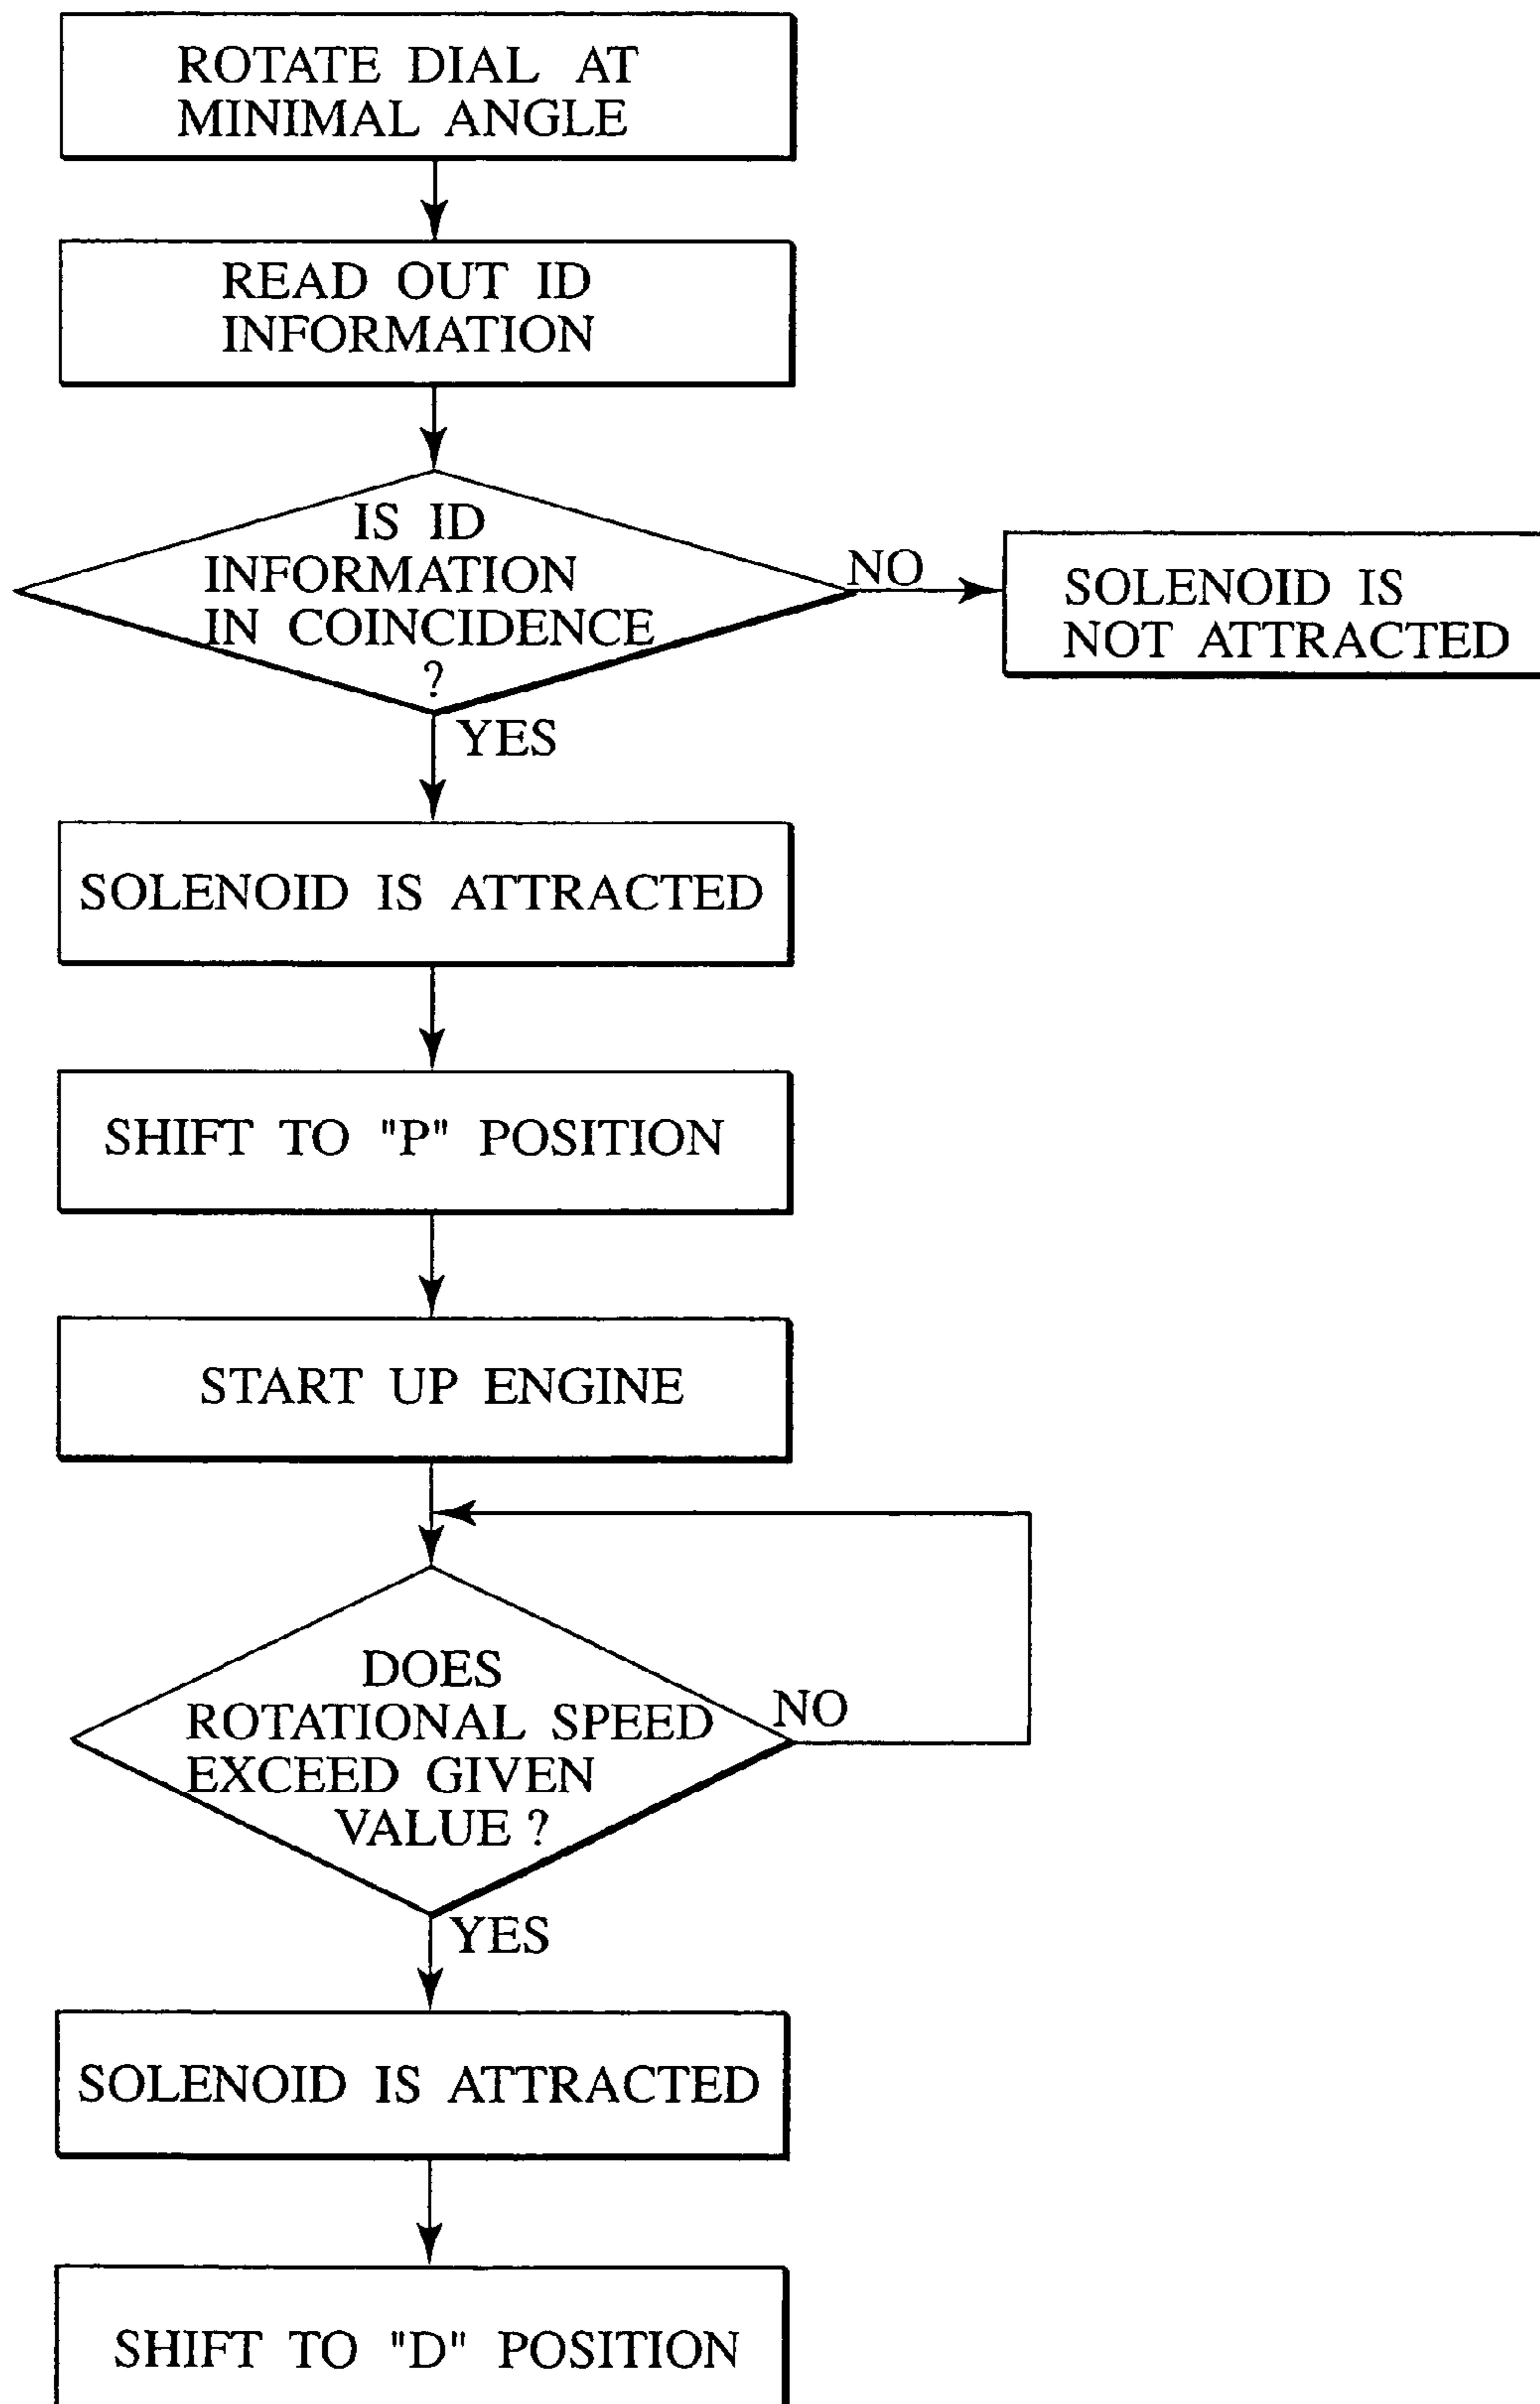 ROTATE DIAL AT
MINIMAL ANGLE
READ OUT ID
INFORMATION
IS ID
INFORMATION
IN COINCIDENCE
?
NO
SOLENOID IS
NOT ATTRACTED
YES
SOLENOID IS ATTRACTED
SHIFT TO "P" POSITION
START UP ENGINE
DOES
ROTATIONAL SPEED
EXCEED GIVEN
VALUE ?
NO
YES
SOLENOID IS ATTRACTED
SHIFT TO "D" POSITION